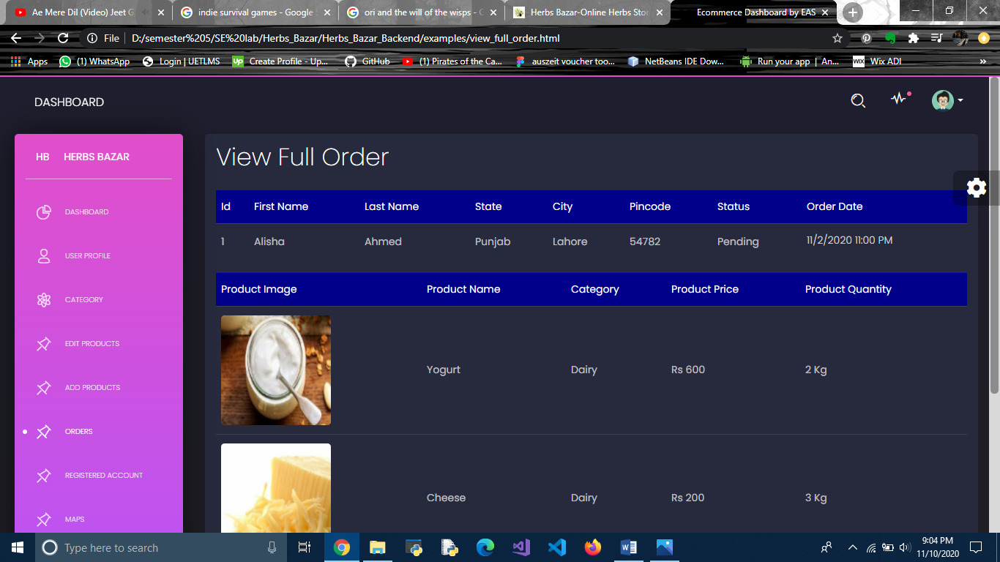 Ae Mere Dil (Video) Jeet G
indie survival games - Google
ori and the will of the wisps - G
Herbs Bazar-Online Herbs Stor
Ecommerce Dashboard by EAS
File
D:/semester%205/SE%20lab/Herbs_Bazar/Herbs_Bazar_Backend/examples/view_full_order.html
Apps
(1) WhatsApp
Login | UETLMS
Up
Create Profile - Up...
GitHub
(1) Pirates of the Ca...
auszeit voucher too...
NetBeans IDE Dow...
Run your app | An...
WIX
Wix ADI
»
DASHBOARD
HB HERBS BAZAR
DASHBOARD
USER PROFILE
CATEGORY
EDIT PRODUCTS
ADD PRODUCTS
ORDERS
REGISTERED ACCOUNT
MAPS
View Full Order
Id First Name Last Name State City Pincode Status Order Date
1 Alisha Ahmed Punjab Lahore 54782 Pending 11/2/2020 11:00 PM
Product Image Product Name Category Product Price Product Quantity
Yogurt Dairy Rs 600 2 Kg
Cheese Dairy Rs 200 3 Kg
Type here to search
9:04 PM
11/10/2020